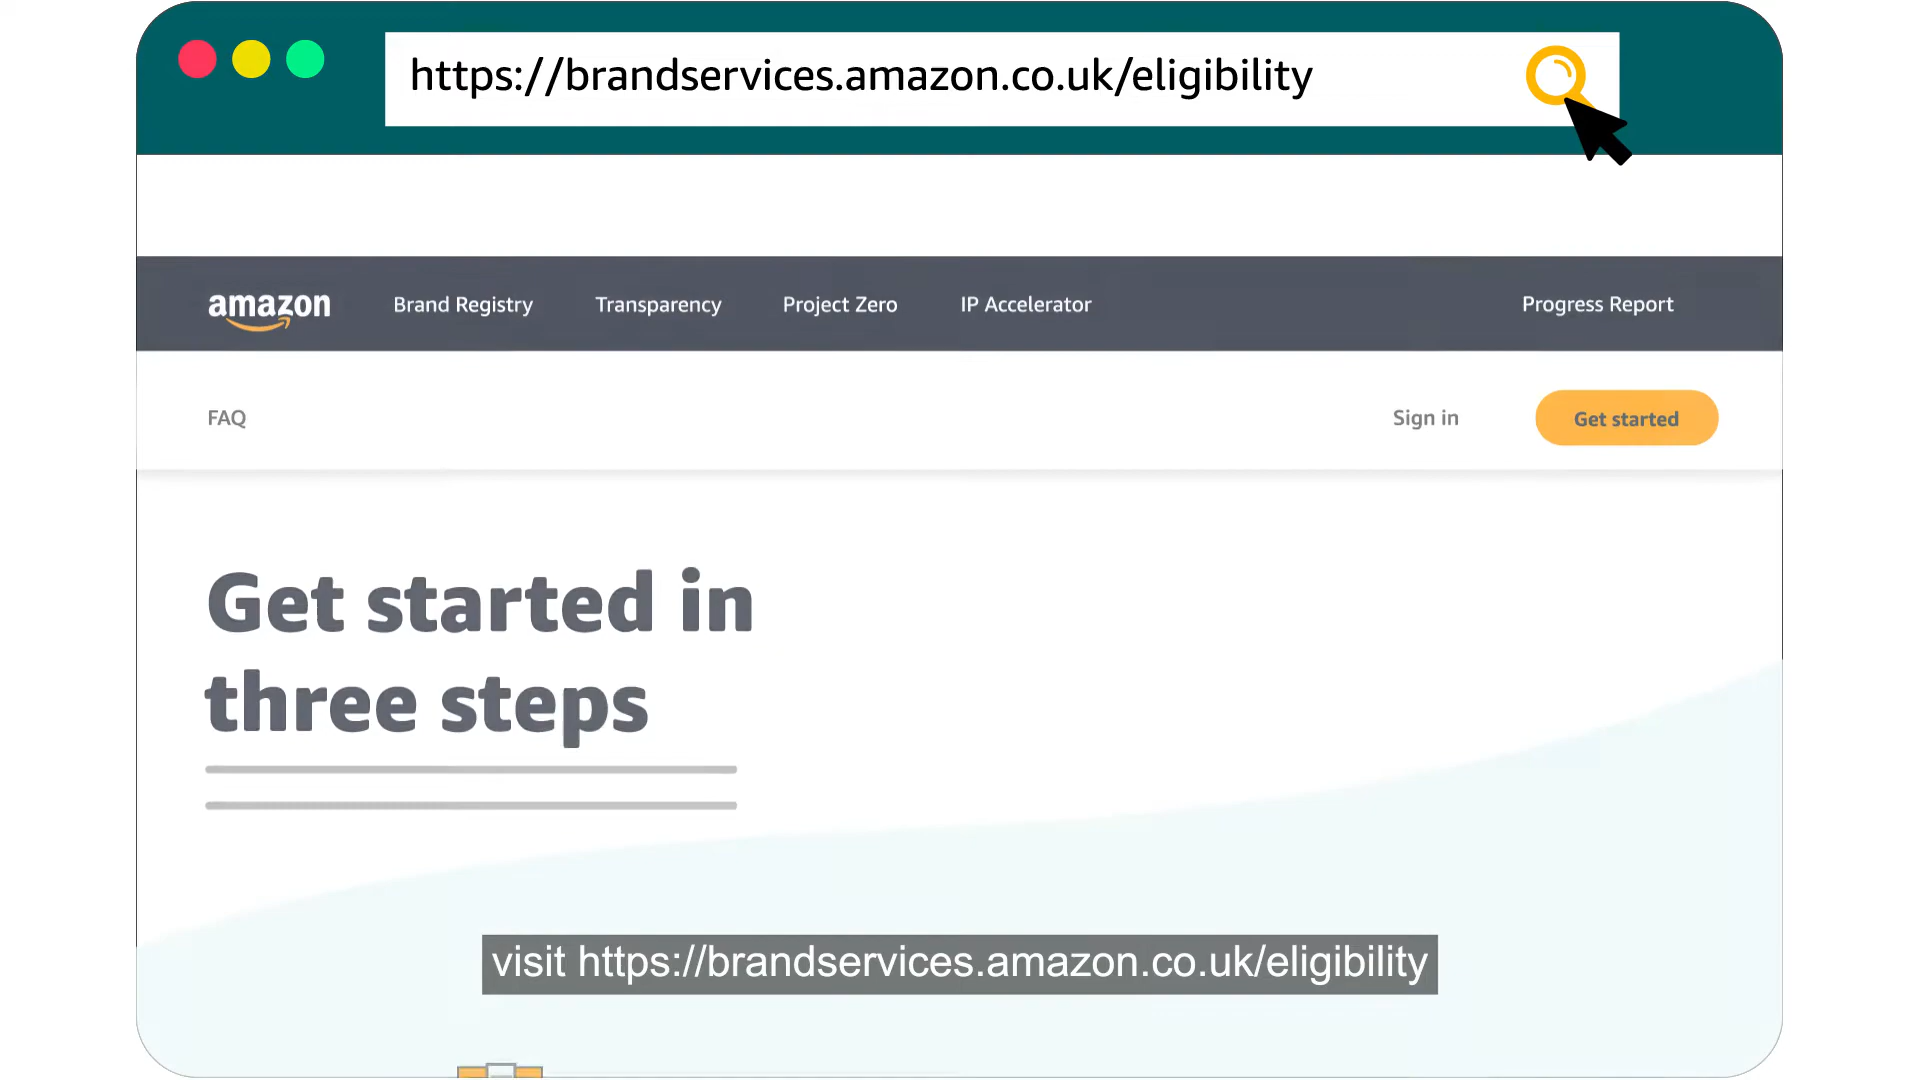 https://brandservices.amazon.co.uk/eligibility
amazon Brand Registry Transparency Project Zero IP Accelerator Progress Report
FAQ Sign in Get started
Get started in
three steps
visit https://brandservices.amazon.co.uk/eligibility